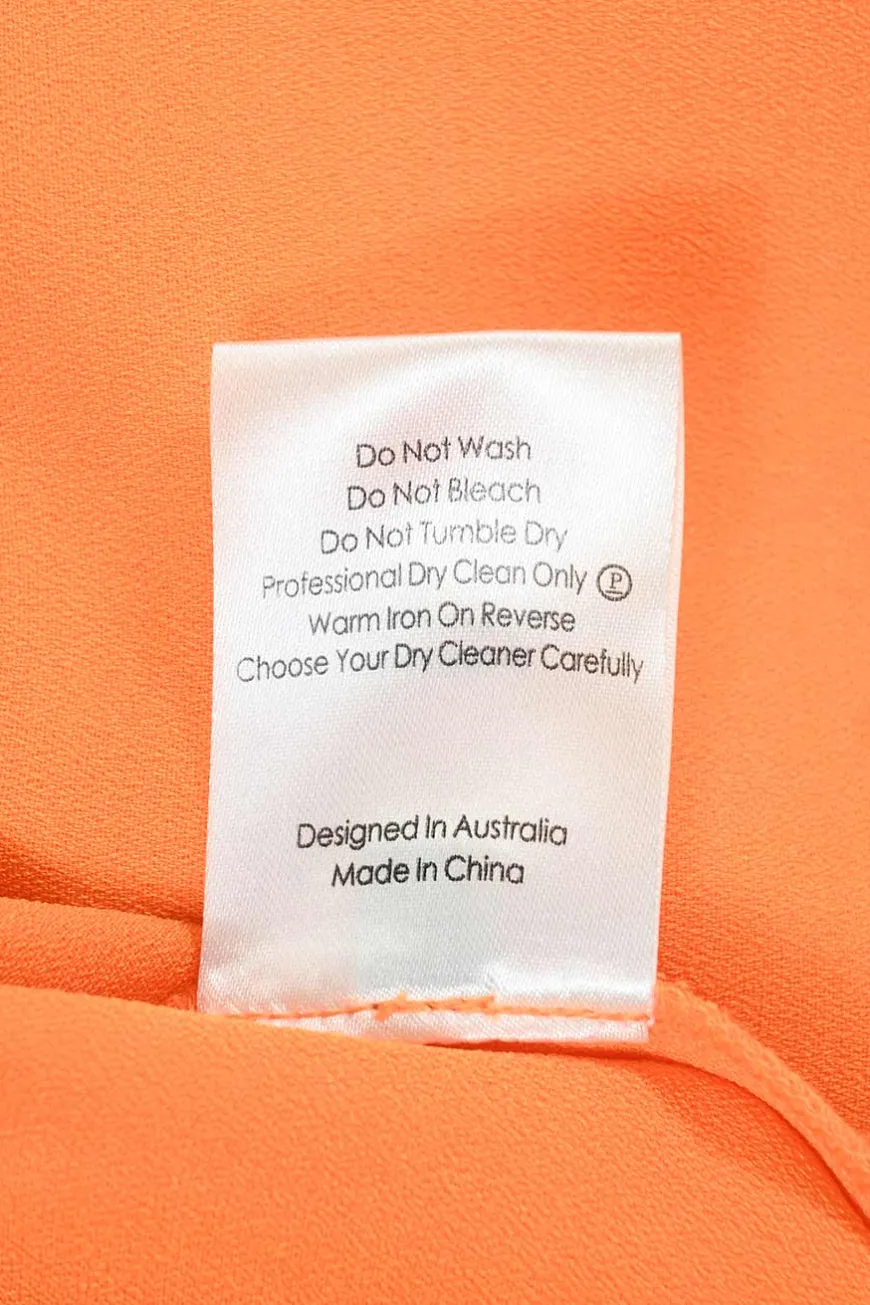 Do Not Wash
Do Not Bleach
Do Not Tumble Dry
Professional Dry Clean Only P
Warm Iron On Reverse
Choose Your Dry Cleaner Carefully
Designed In Australia
Made In China